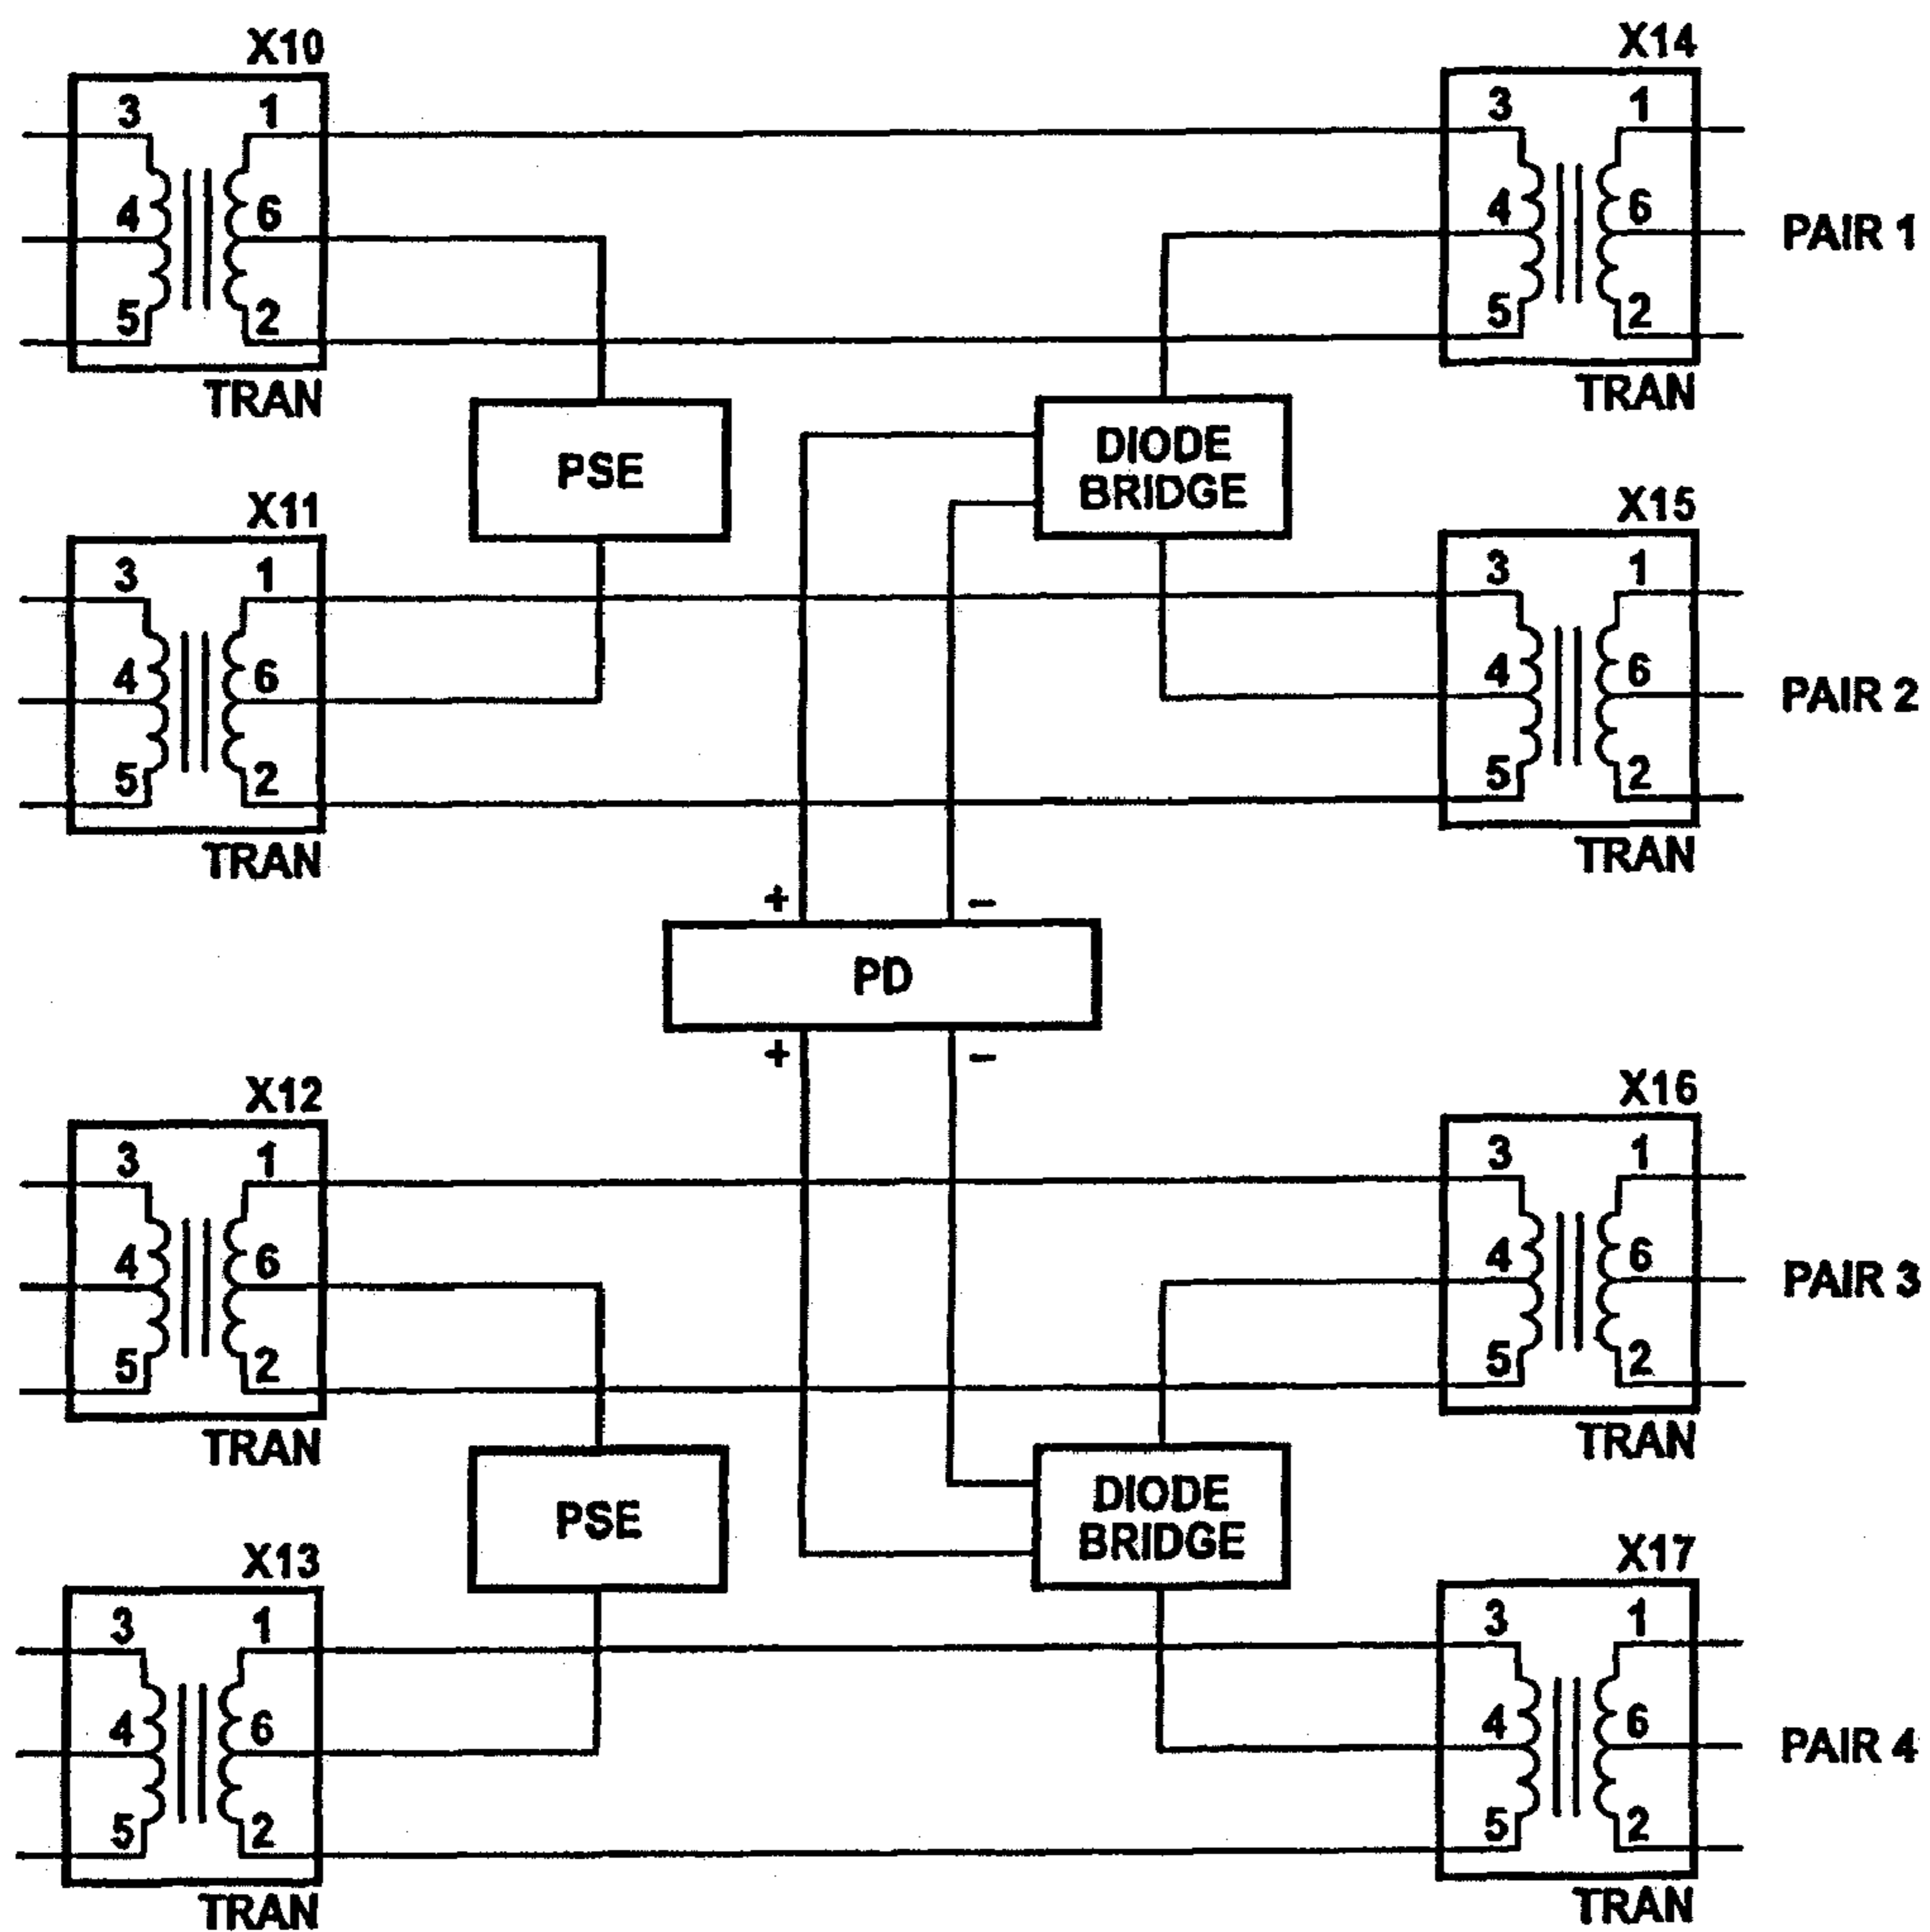 X10
X14
3 1
3 1
4 6
4 6
PAIR 1
5 2
5 2
TRAN
TRAN
PSE
DIODE
BRIDGE
X11
X15
3 1
3 1
4 6
4 6
PAIR 2
5 2
5 2
TRAN
TRAN
+ −
PD
+ −
X12
X16
3 1
3 1
4 6
4 6
PAIR 3
5 2
5 2
TRAN
TRAN
PSE
DIODE
BRIDGE
X13
X17
3 1
3 1
4 6
4 6
PAIR 4
5 2
5 2
TRAN
TRAN